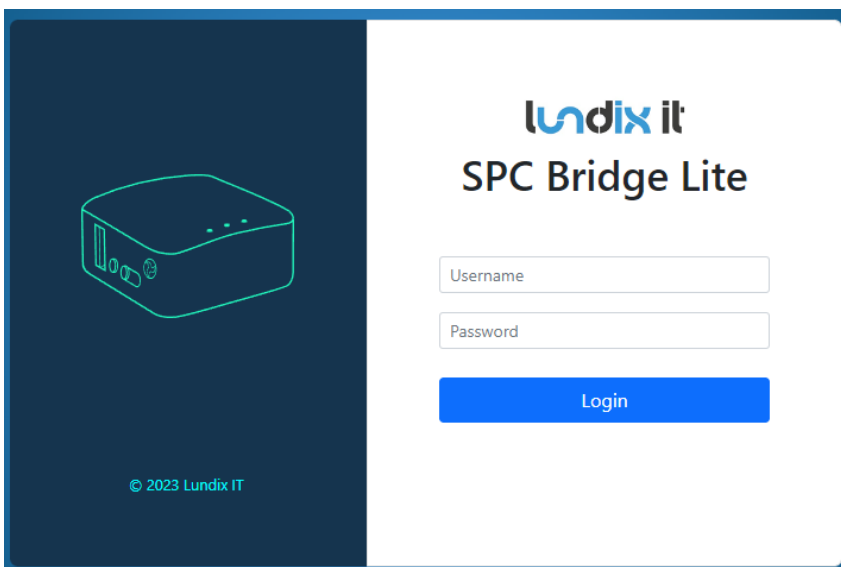 lundix it
SPC Bridge Lite
Username
Password
Login
© 2023 Lundix IT